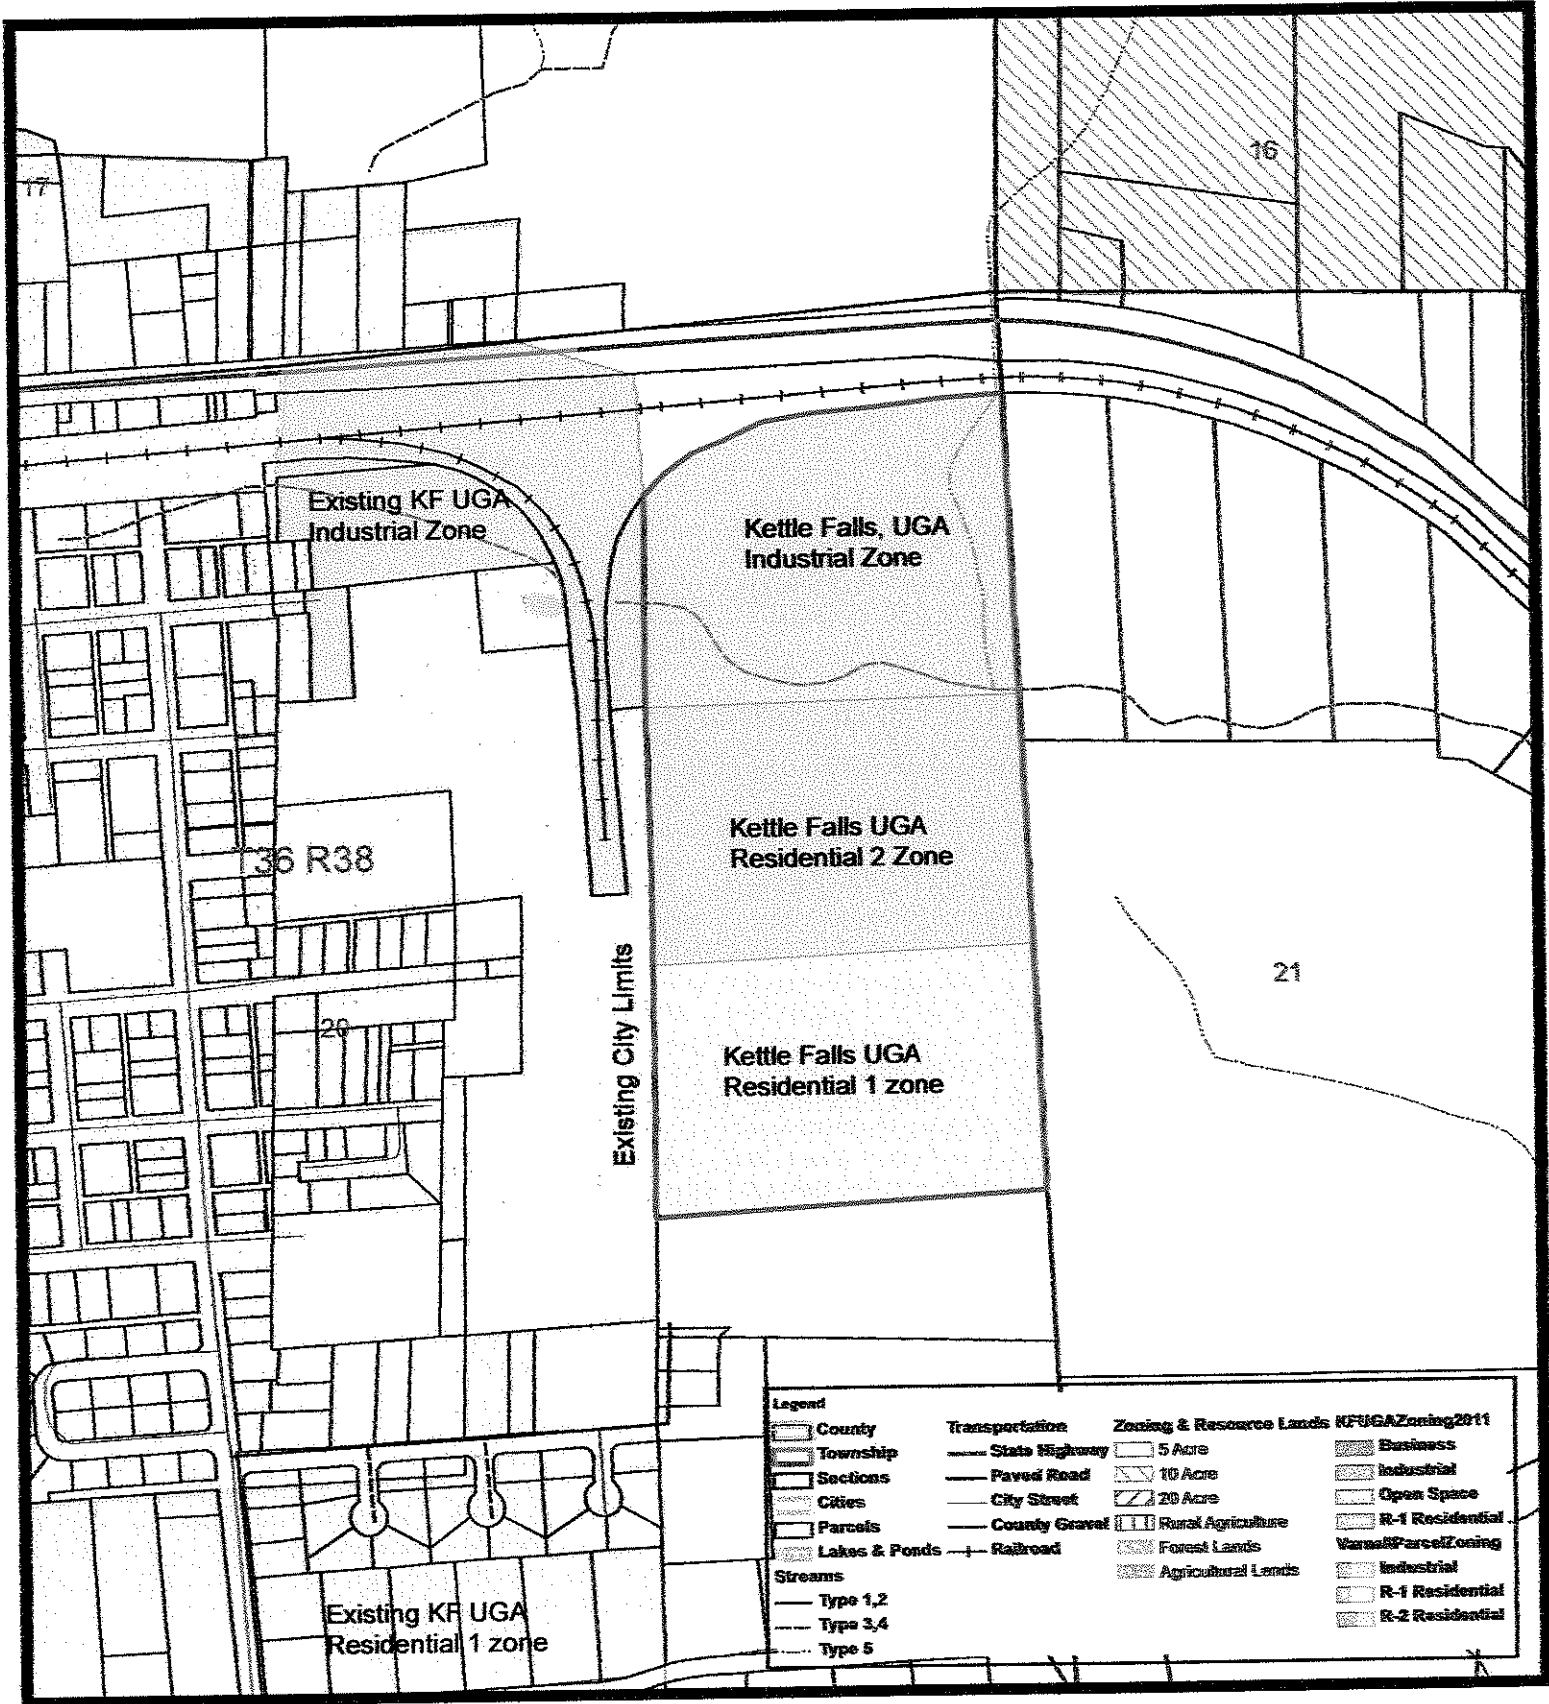 16
17
Existing KF UGA
Industrial Zone
Kettle Falls, UGA
Industrial Zone
Kettle Falls UGA
Residential 2 Zone
T36 R38
21
Existing City Limits
20
Kettle Falls UGA
Residential 1 zone
Legend
County
Township
Sections
Cities
Parcels
Lakes & Ponds
Streams
Type 1,2
Type 3,4
Type 5
Transportation
State Highway
Paved Road
City Street
County Gravel
Railroad
Zoning & Resource Lands
5 Acre
10 Acre
20 Acre
Rural Agriculture
Forest Lands
Agricultural Lands
KFUGAZoning2011
Business
Industrial
Open Space
R-1 Residential
ParcelZoning
Industrial
R-1 Residential
R-2 Residential
Existing KF UGA
Residential 1 zone